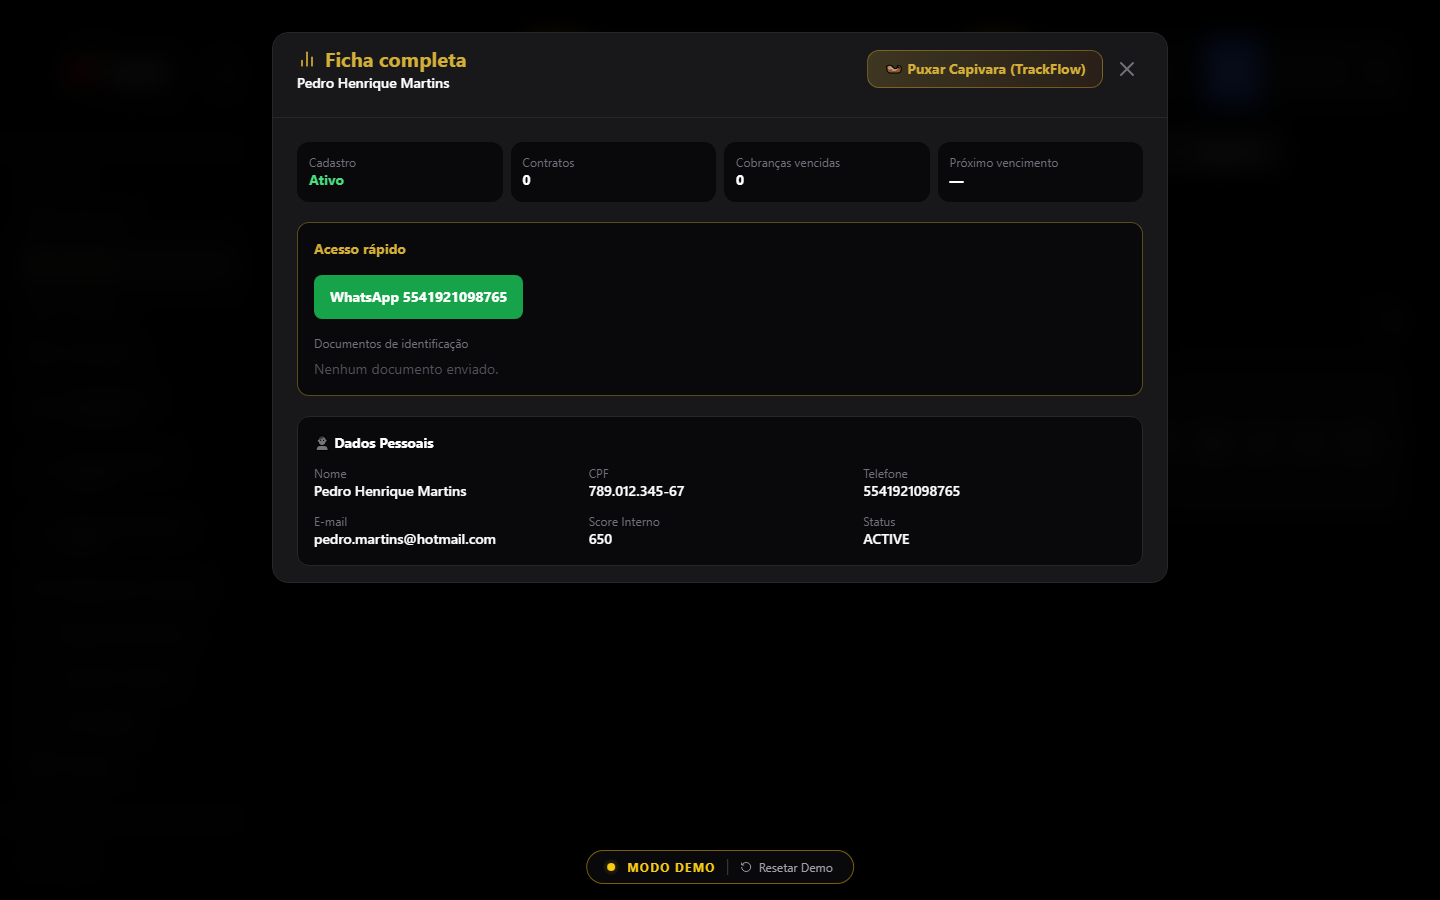 Ficha completa
Pedro Henrique Martins
Puxar Capivara (TrackFlow)
Cadastro
Ativo
Contratos
0
Cobranças vencidas
0
Próximo vencimento
—
Acesso rápido
WhatsApp 5541921098765
Documentos de identificação
Nenhum documento enviado.
Dados Pessoais
Nome
Pedro Henrique Martins
CPF
789.012.345-67
Telefone
5541921098765
E-mail
pedro.martins@hotmail.com
Score Interno
650
Status
ACTIVE
MODO DEMO
Resetar Demo